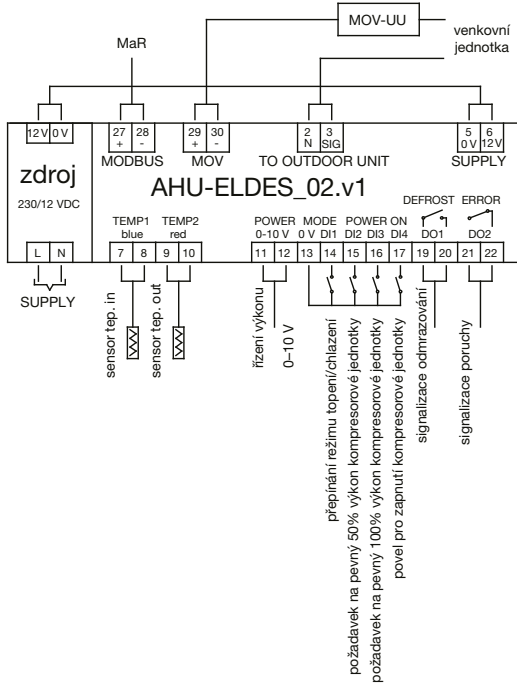 MOV-UU
MaR
venkovní
jednotka
12 V 0 V
27 28
+ -
29 30
+ -
2 3
N SIG
5 6
0 V 12 V
MODBUS
MOV
TO OUTDOOR UNIT
SUPPLY
zdroj
230/12 VDC
AHU-ELDES_02.v1
DEFROST ERROR
TEMP1 TEMP2
blue red
POWER MODE POWER ON
0-10 V 0 V DI1 DI2 DI3 DI4
DO1 DO2
L N
7 8 9 10
11 12 13 14 15 16 17
19 20 21 22
SUPPLY
sensor tep. in
sensor tep. out
řízení výkonu
0–10 V
přepínání režimu topení/chlazení
požadavek na pevný 50% výkon kompresorové jednotky
požadavek na pevný 100% výkon kompresorové jednotky
povel pro zapnutí kompresorové jednotky
signalizace odmrazování
signalizace poruchy